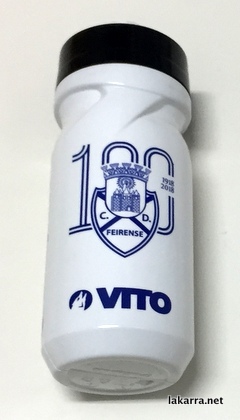 100
1918
2018
C. D.
FEIRENSE
VITO
lakarra.net